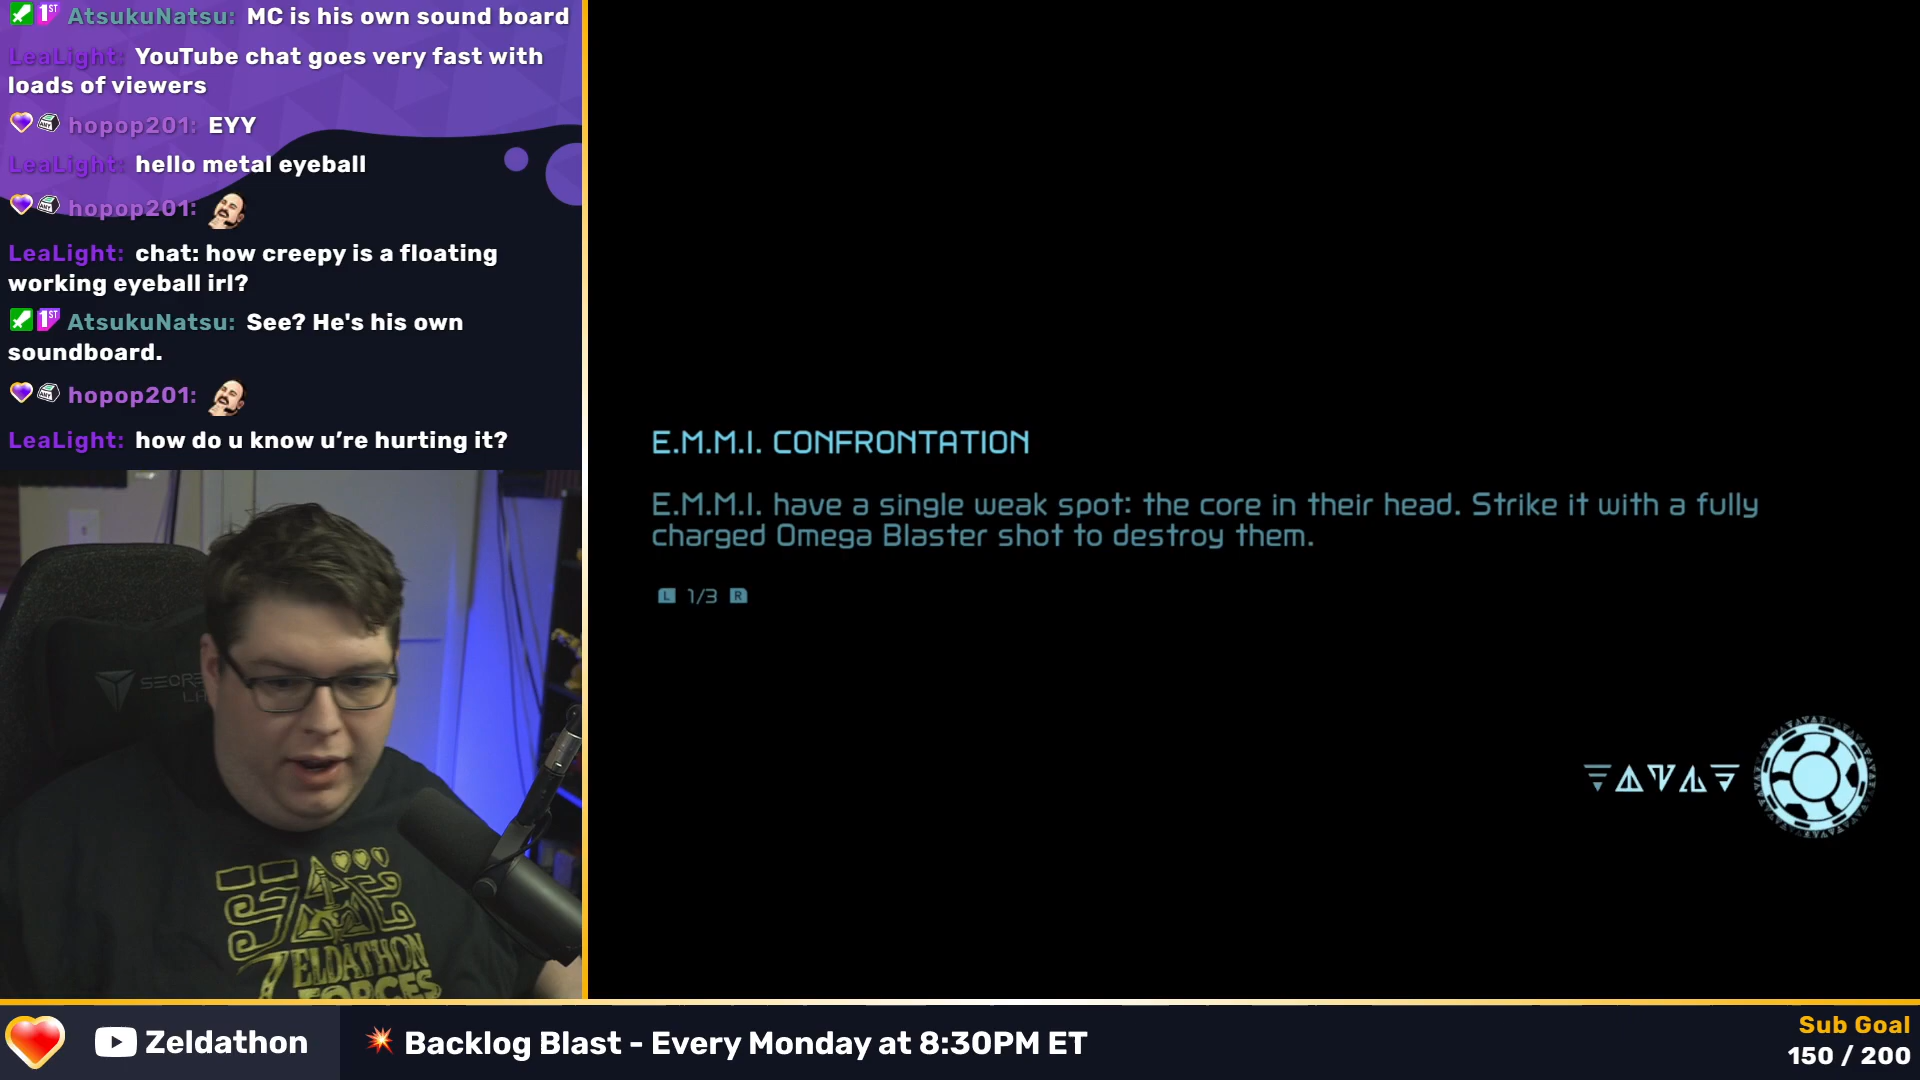 AtsukuNatsu: MC is his own sound board
LeaLight: YouTube chat goes very fast with
loads of viewers
hopop201: EYY
LeaLight: hello metal eyeball
hopop201:
LeaLight: chat: how creepy is a floating
working eyeball irl?
AtsukuNatsu: See? He's his own
soundboard.
hopop201:
LeaLight: how do u know u're hurting it?
E.M.M.I. CONFRONTATION
E.M.M.I. have a single weak spot: the core in their head. Strike it with a fully
charged Omega Blaster shot to destroy them.
L 1/3 R
ZELDATHON
FORCES
Zeldathon
Backlog Blast - Every Monday at 8:30PM ET
Sub Goal
150 / 200